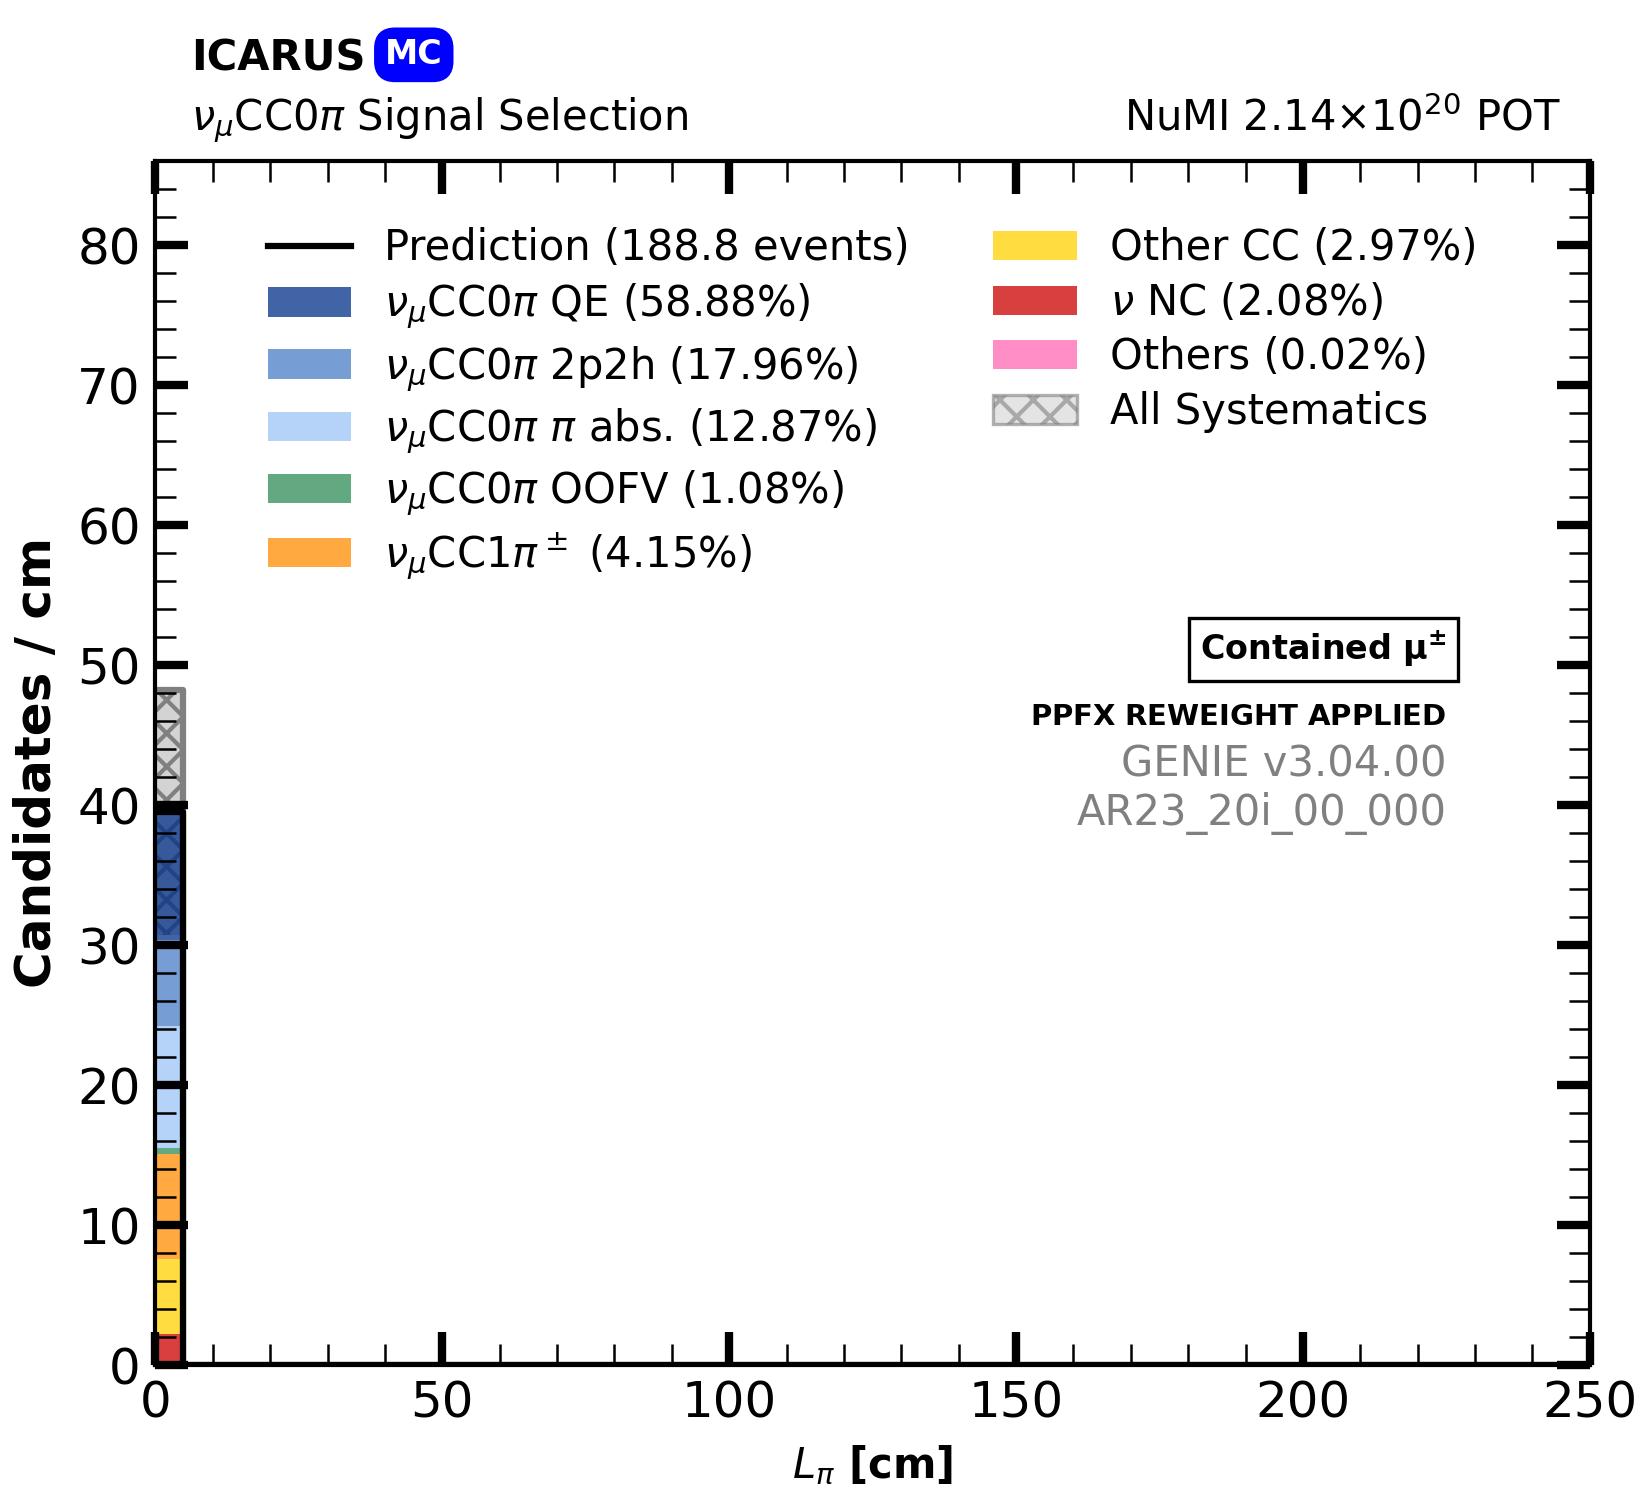 ICARUS MC
νμCC0π Signal Selection
NuMI 2.14×10²⁰ POT
Prediction (188.8 events)
νμCC0π QE (58.88%)
νμCC0π 2p2h (17.96%)
νμCC0π π abs. (12.87%)
νμCC0π OOFV (1.08%)
νμCC1π± (4.15%)
Other CC (2.97%)
ν NC (2.08%)
Others (0.02%)
All Systematics
Contained μ±
PPFX REWEIGHT APPLIED
GENIE v3.04.00
AR23_20i_00_000
Candidates / cm
80
70
60
50
40
30
20
10
0
0 50 100 150 200 250
Lπ [cm]